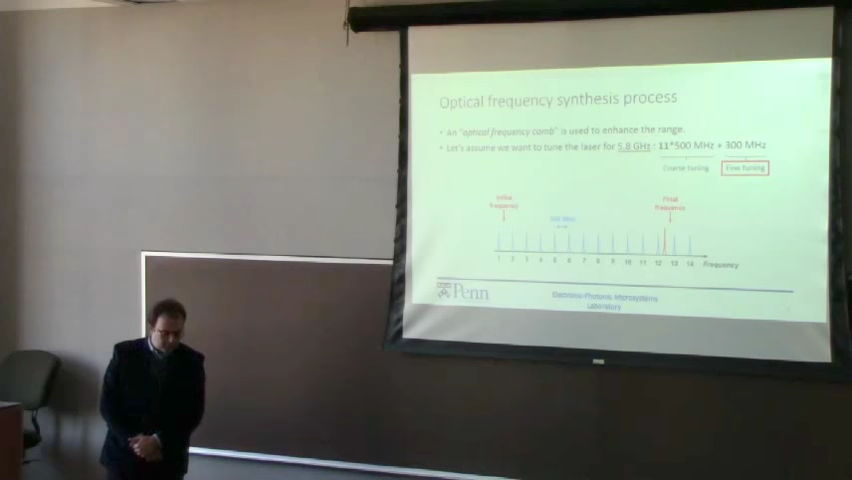 Optical frequency synthesis process
• An "optical frequency comb" is used to enhance the range.
• Let's assume we want to tune the laser for 5.8 GHz : 11*500 MHz + 300 MHz
Coarse tuning Fine tuning
Initial frequency
Final frequency
500 MHz
1 2 3 4 5 6 7 8 9 10 11 12 13 14 Frequency
Penn
Electronic-Photonic Microsystems
Laboratory